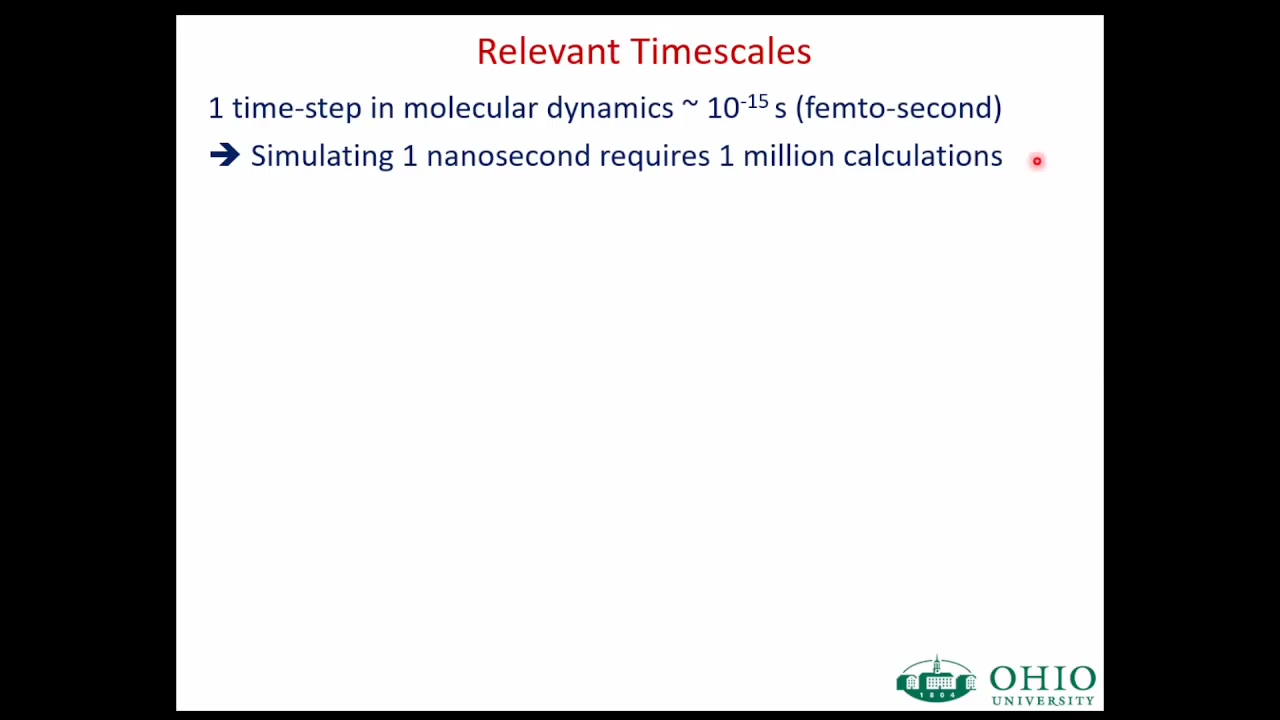 Relevant Timescales
1 time-step in molecular dynamics ~ 10⁻¹⁵ s (femto-second)
➔ Simulating 1 nanosecond requires 1 million calculations
1804
OHIO
UNIVERSITY